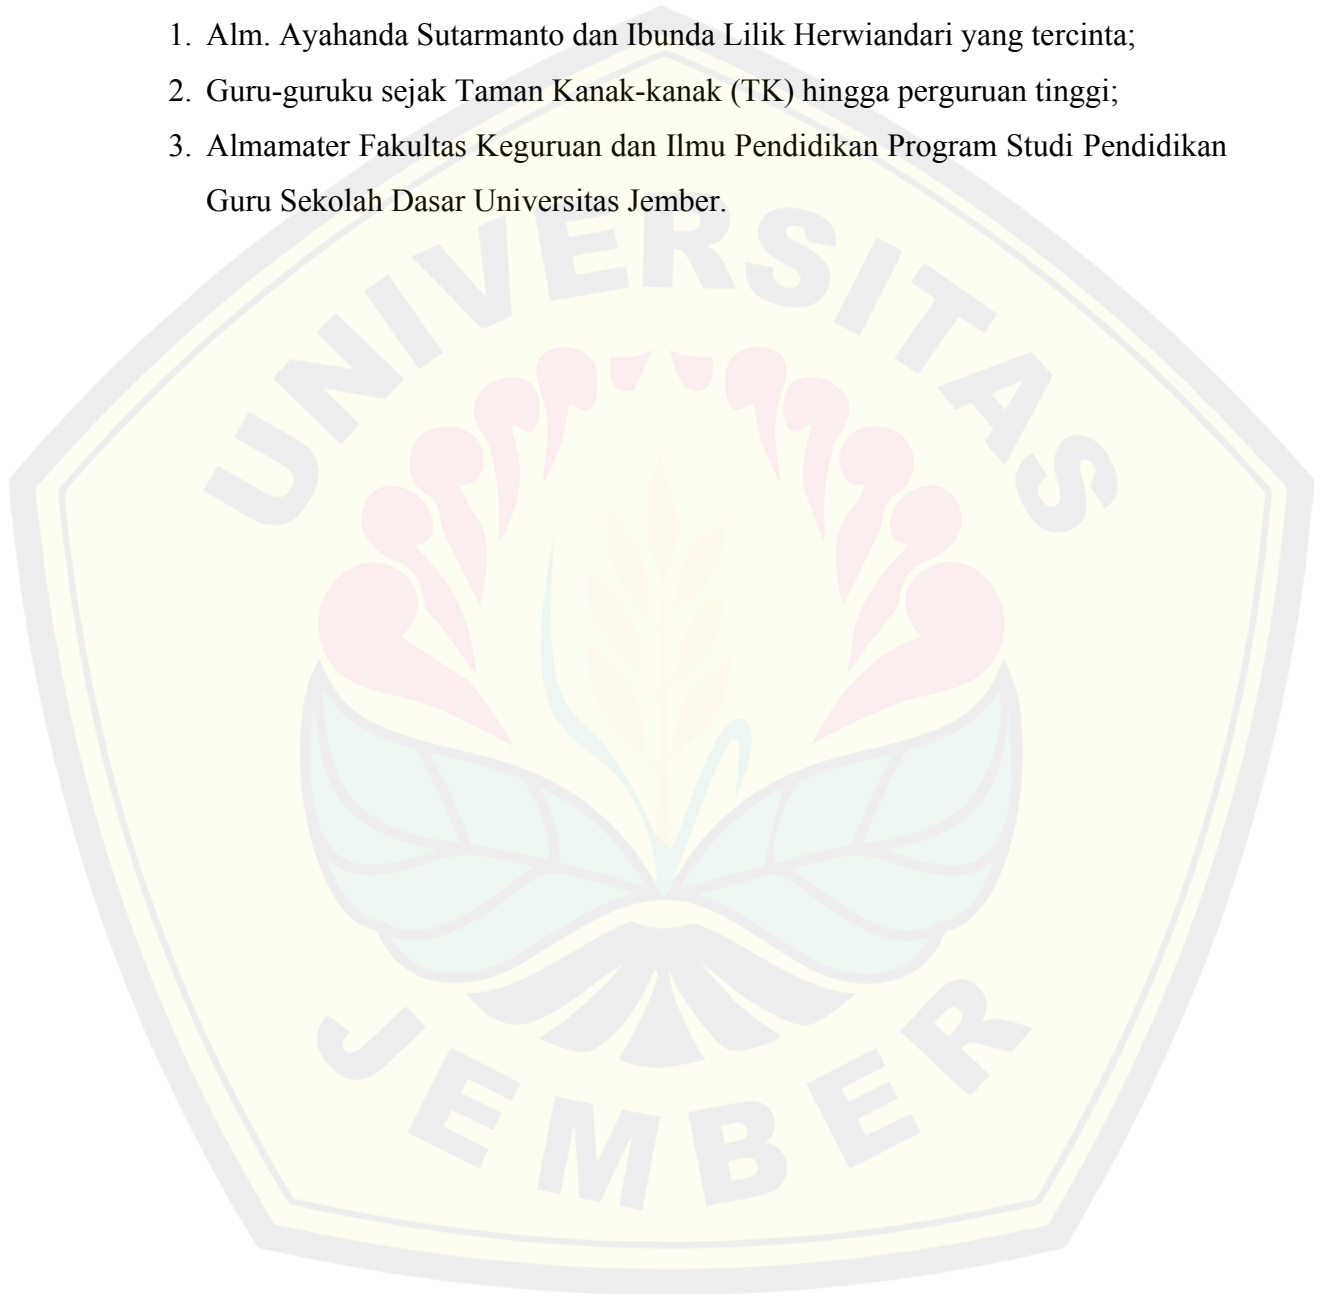 1. Alm. Ayahanda Sutarmanto dan Ibunda Lilik Herwiandari yang tercinta;
2. Guru-guruku sejak Taman Kanak-kanak (TK) hingga perguruan tinggi;
3. Almamater Fakultas Keguruan dan Ilmu Pendidikan Program Studi Pendidikan
Guru Sekolah Dasar Universitas Jember.
UNIVERSITAS
JEMBER